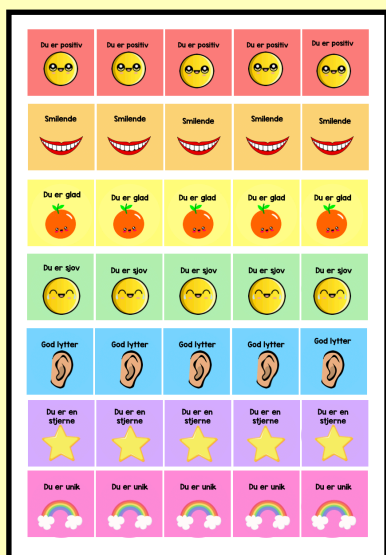 Du er positiv Du er positiv Du er positiv Du er positiv Du er positiv
Smilende Smilende Smilende Smilende Smilende
Du er glad Du er glad Du er glad Du er glad Du er glad
Du er sjov Du er sjov Du er sjov Du er sjov Du er sjov
God lytter God lytter God lytter God lytter God lytter
Du er en Du er en Du er en Du er en Du er en
stjerne stjerne stjerne stjerne stjerne
Du er unik Du er unik Du er unik Du er unik Du er unik